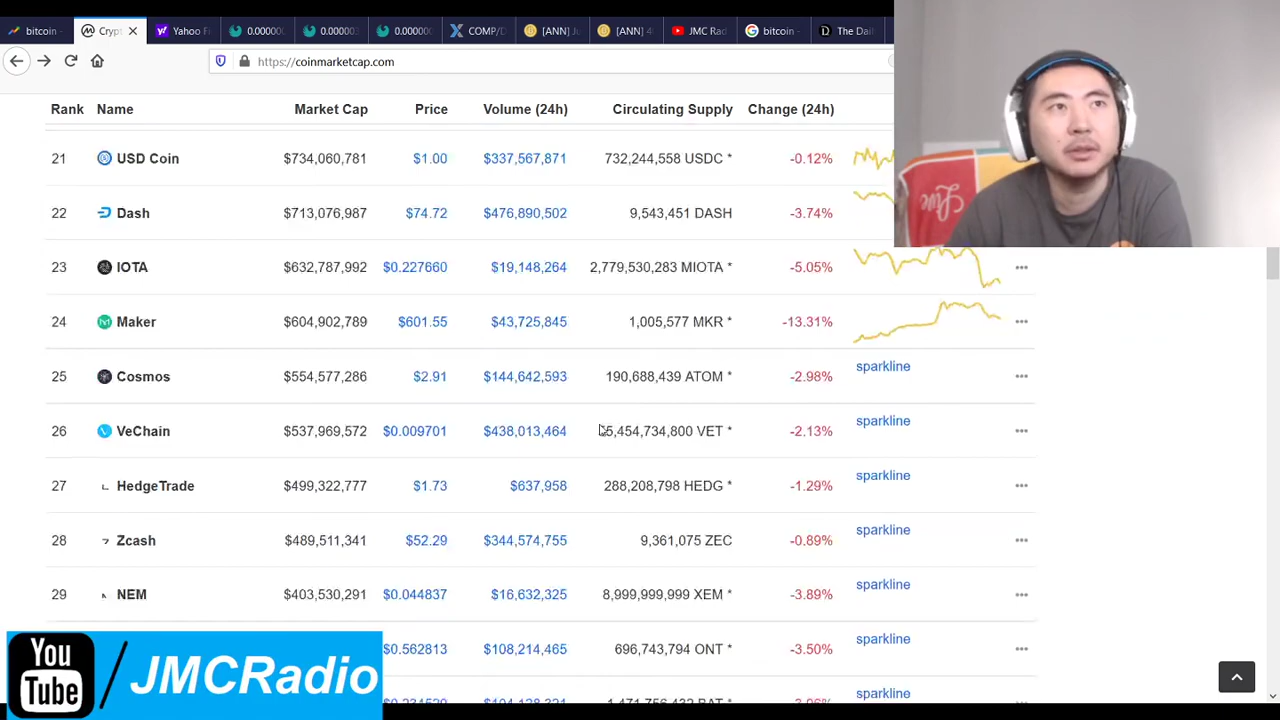 bitcoin Crypt Yahoo F 0.00000 0.000000 0.00000 COMP/D [ANN] Ju [ANN] 4 JMC Rad bitcoin - The Dail
https://coinmarketcap.com
Rank Name Market Cap Price Volume (24h) Circulating Supply Change (24h)
21 USD Coin $734,060,781 $1.00 $337,567,871 732,244,558 USDC * -0.12%
22 Dash $713,076,987 $74.72 $476,890,502 9,543,451 DASH -3.74%
Live
23 IOTA $632,787,992 $0.227660 $19,148,264 2,779,530,283 MIOTA * -5.05%
24 Maker $604,902,789 $601.55 $43,725,845 1,005,577 MKR * -13.31%
25 Cosmos $554,577,286 $2.91 $144,642,593 190,688,439 ATOM * -2.98% sparkline
26 VeChain $537,969,572 $0.009701 $438,013,464 55,454,734,800 VET * -2.13% sparkline
27 HedgeTrade $499,322,777 $1.73 $637,958 288,208,798 HEDG * -1.29% sparkline
28 Zcash $489,511,341 $52.29 $344,574,755 9,361,075 ZEC -0.89% sparkline
29 NEM $403,530,291 $0.044837 $16,632,325 8,999,999,999 XEM * -3.89% sparkline
$0.562813 $108,214,465 696,743,794 ONT * -3.50% sparkline
sparkline
You Tube / JMCRadio